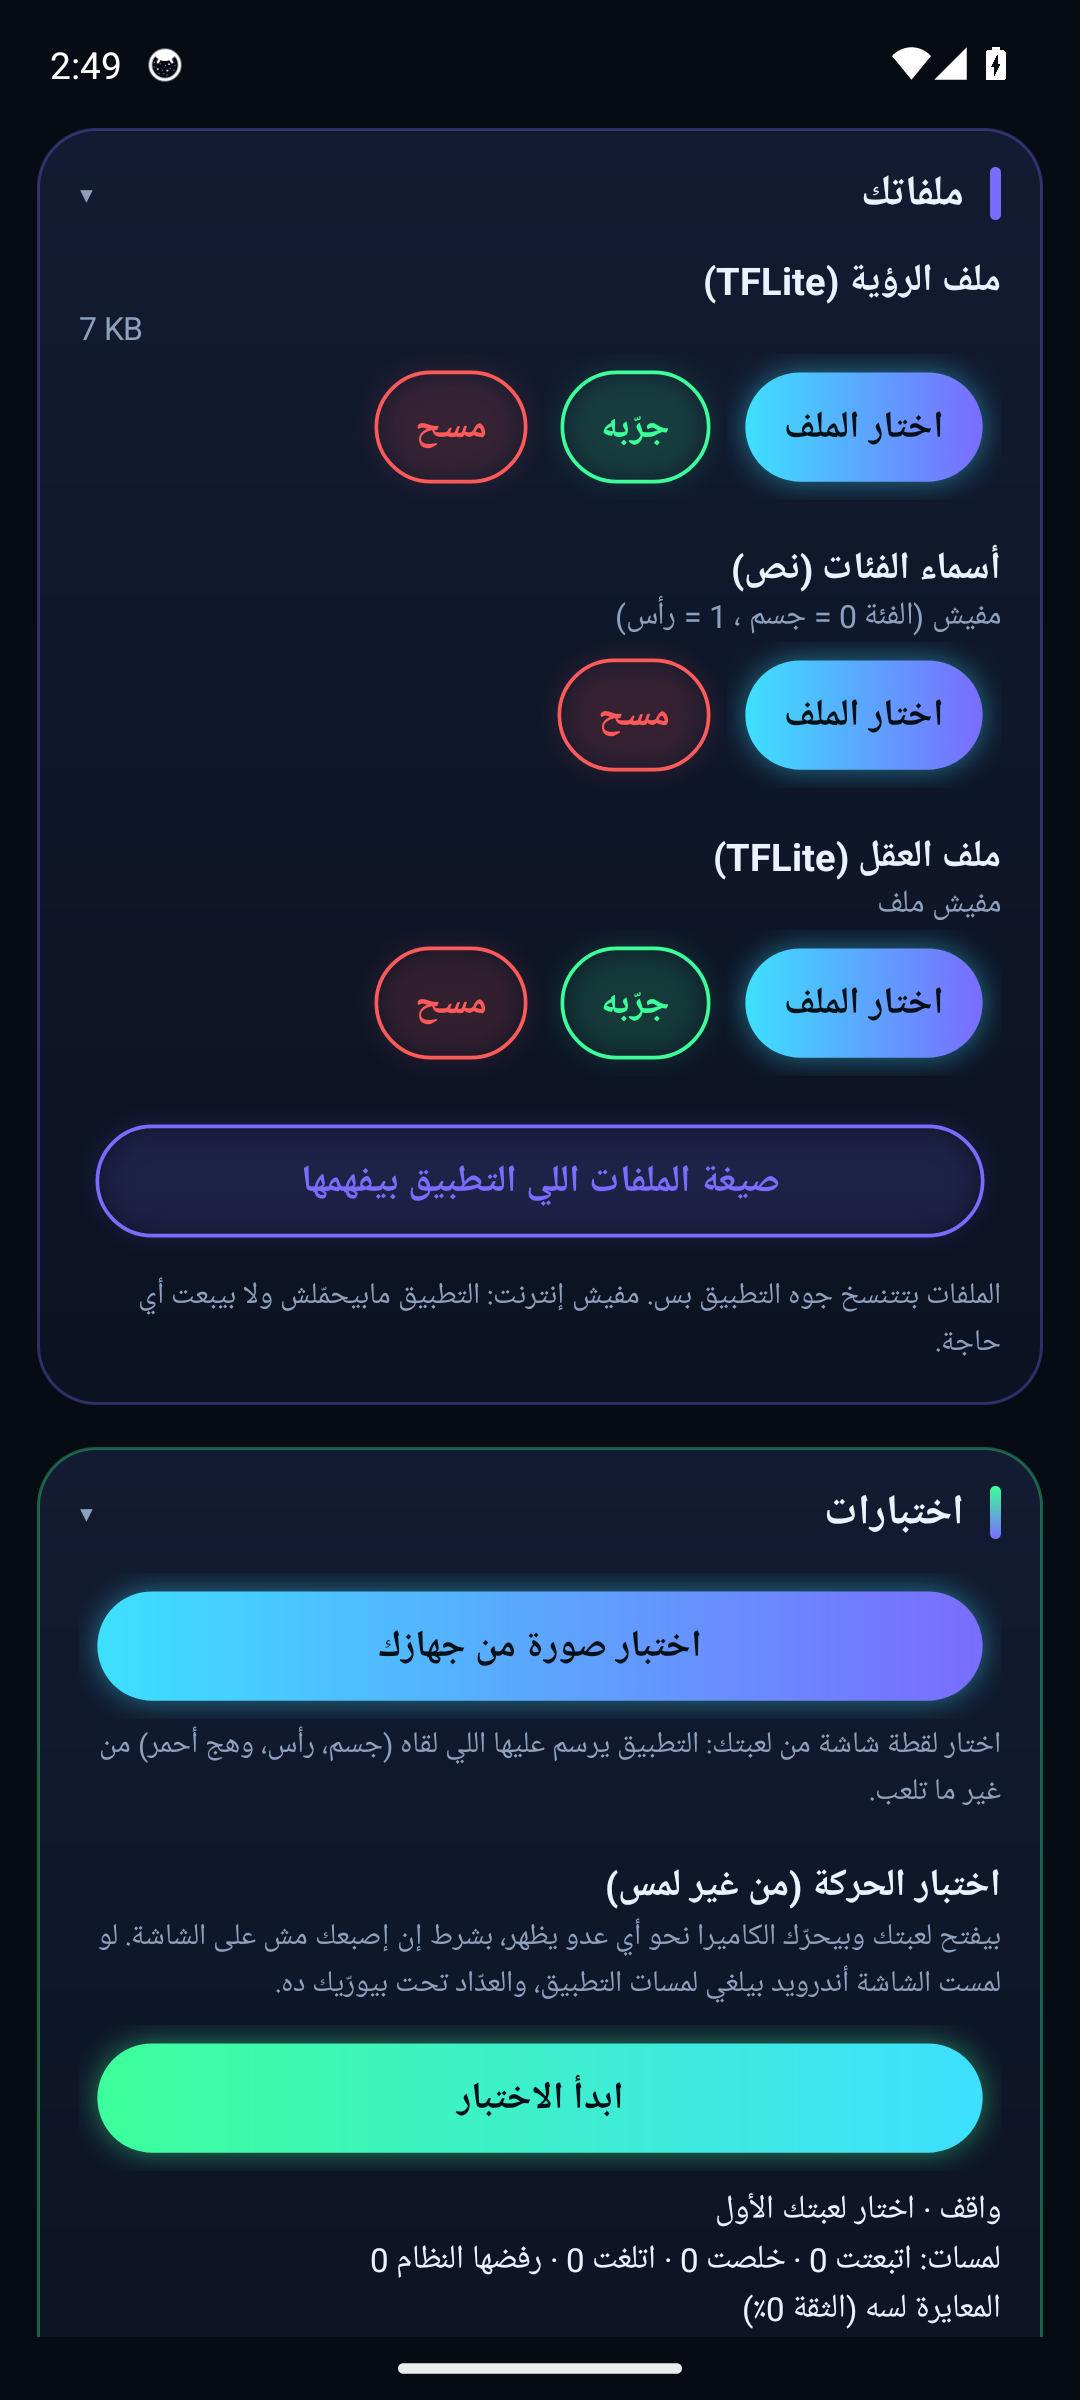 2:49
ملفاتك
▼
ملف الرؤية (TFLite)
7 KB
اختار الملف
جرّبه
مسح
أسماء الفئات (نص)
مفيش (الفئة 0 = جسم ، 1 = رأس)
اختار الملف
مسح
ملف العقل (TFLite)
مفيش ملف
اختار الملف
جرّبه
مسح
صيغة الملفات اللي التطبيق بيفهمها
الملفات بتتنسخ جوه التطبيق بس. مفيش إنترنت: التطبيق مابيحمّلش ولا بيبعت أي
حاجة.
اختبارات
▼
اختبار صورة من جهازك
اختار لقطة شاشة من لعبتك: التطبيق يرسم عليها اللي لقاه (جسم، رأس، وهج أحمر) من
غير ما تلعب.
اختبار الحركة (من غير لمس)
بيفتح لعبتك وبيحرّك الكاميرا نحو أي عدو يظهر، بشرط إن إصبعك مش على الشاشة. لو
لمست الشاشة أندرويد بيلغي لمسات التطبيق، والعدّاد تحت بيورّيك ده.
ابدأ الاختبار
واقف · اختار لعبتك الأول
لمسات: اتبعتت 0 · خلصت 0 · اتلغت 0 · رفضها النظام 0
المعايرة لسه (الثقة 0٪)